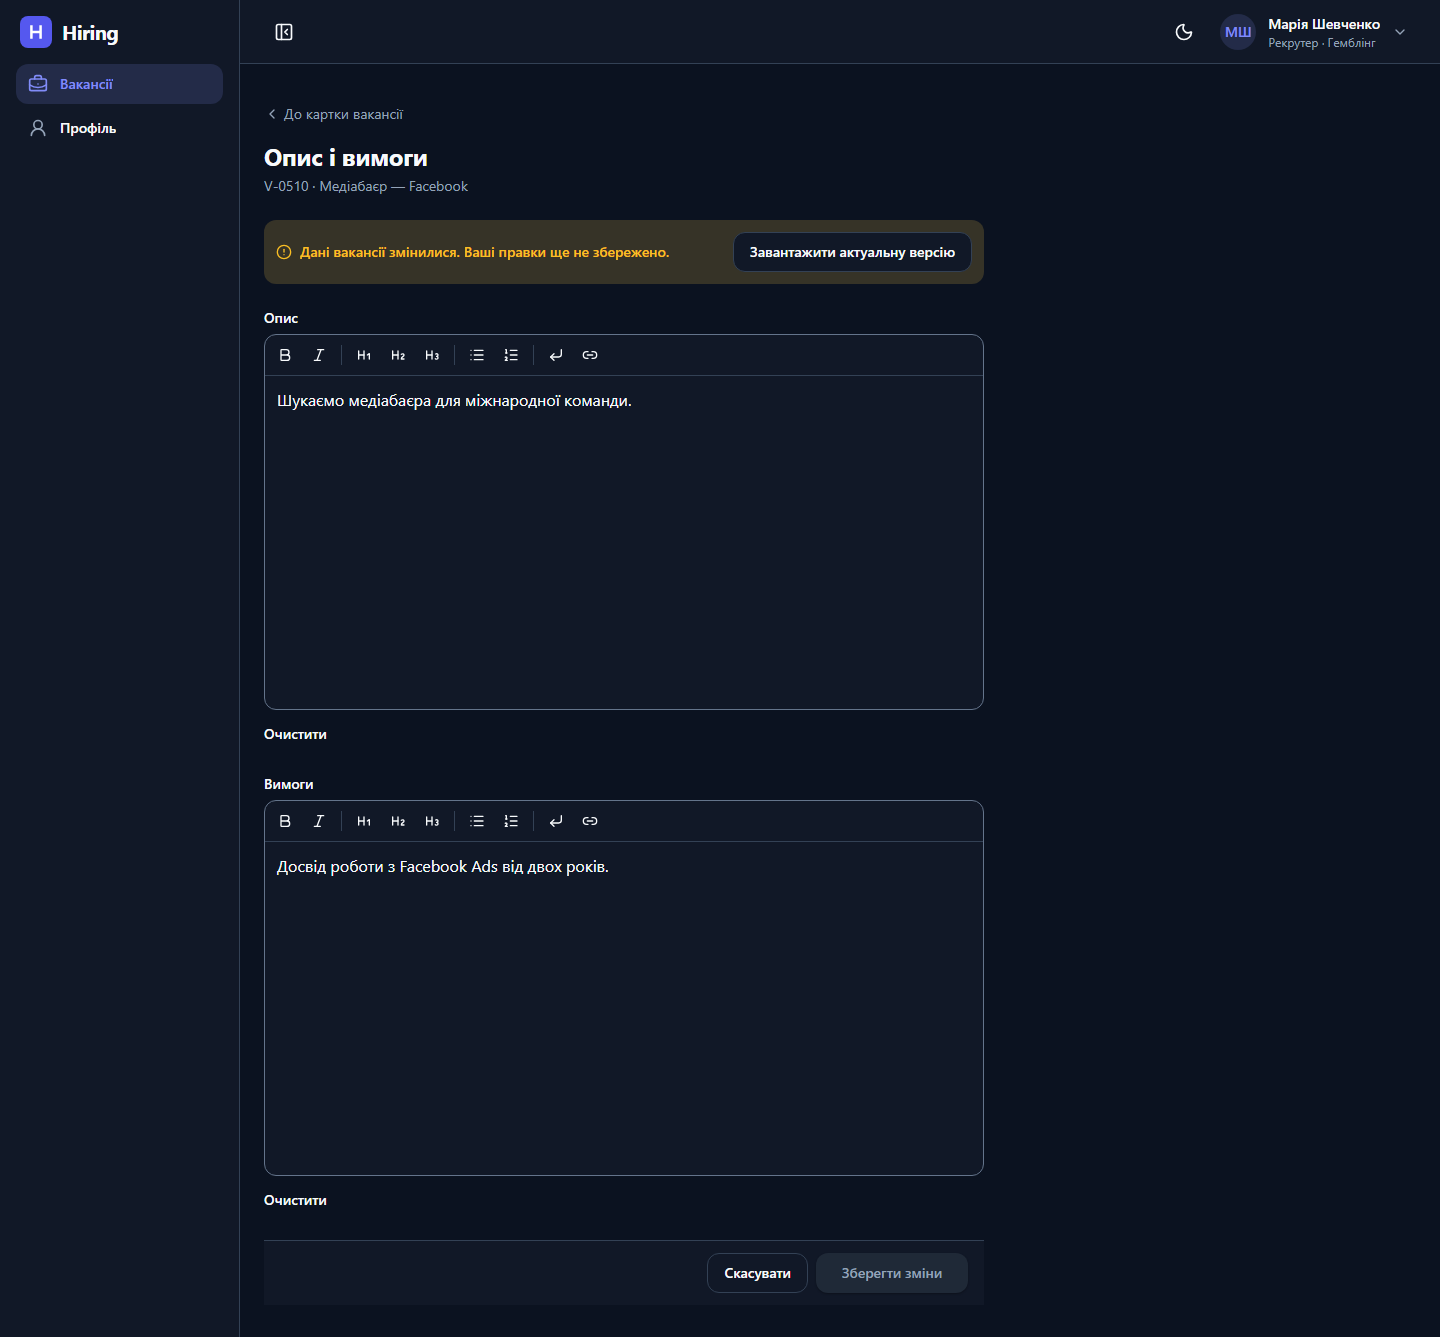 H Hiring
Вакансії
Профіль
МШ
Марія Шевченко
Рекрутер · Гемблінг
До картки вакансії
Опис і вимоги
V-0510 · Медіабаєр — Facebook
Дані вакансії змінилися. Ваші правки ще не збережено.
Завантажити актуальну версію
Опис
B I H1 H2 H3
Шукаємо медіабаєра для міжнародної команди.
Очистити
Вимоги
B I H1 H2 H3
Досвід роботи з Facebook Ads від двох років.
Очистити
Скасувати
Зберегти зміни